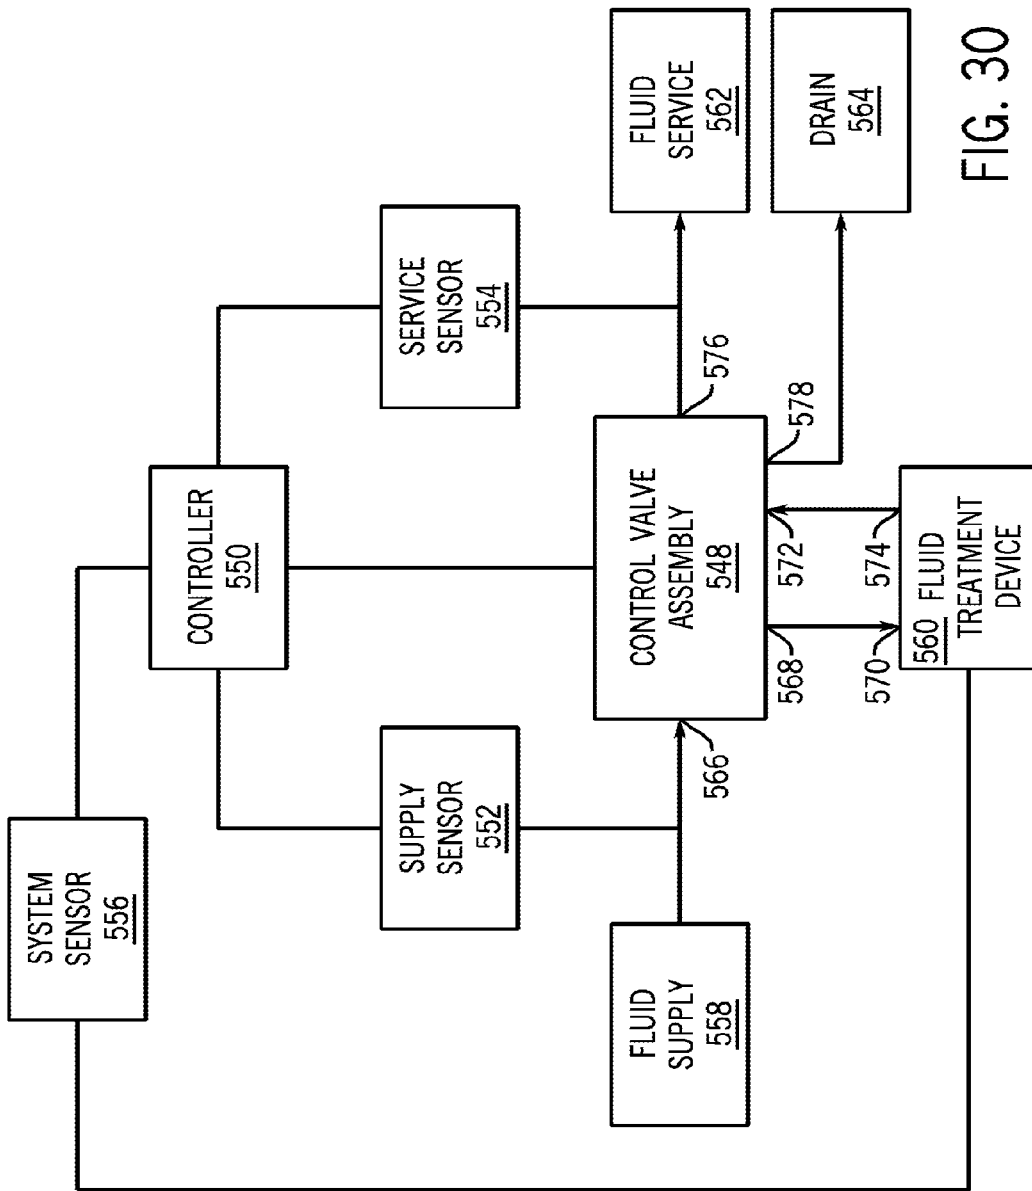 SYSTEM
SENSOR
556
CONTROLLER
550
SUPPLY
SENSOR
552
SERVICE
SENSOR
554
FLUID
SUPPLY
558
CONTROL VALVE
ASSEMBLY
548
FLUID
SERVICE
562
DRAIN
564
566
568
570
572
574
576
578
560 FLUID
TREATMENT
DEVICE
FIG. 30